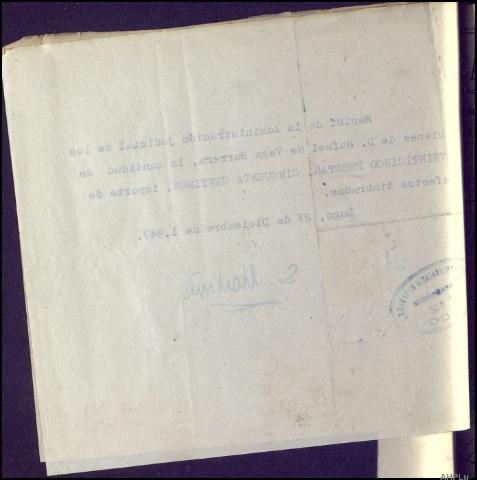 Recibí de la Administración Judicial de los
bienes de D. Rafael de Vega Barrera, la cantidad de
VEINTICINCO PESETAS, CINCUENTA CENTIMOS, importe de
efectos timbrados.
Lugo, 27 de Diciembre de 1.947.
AHPLu